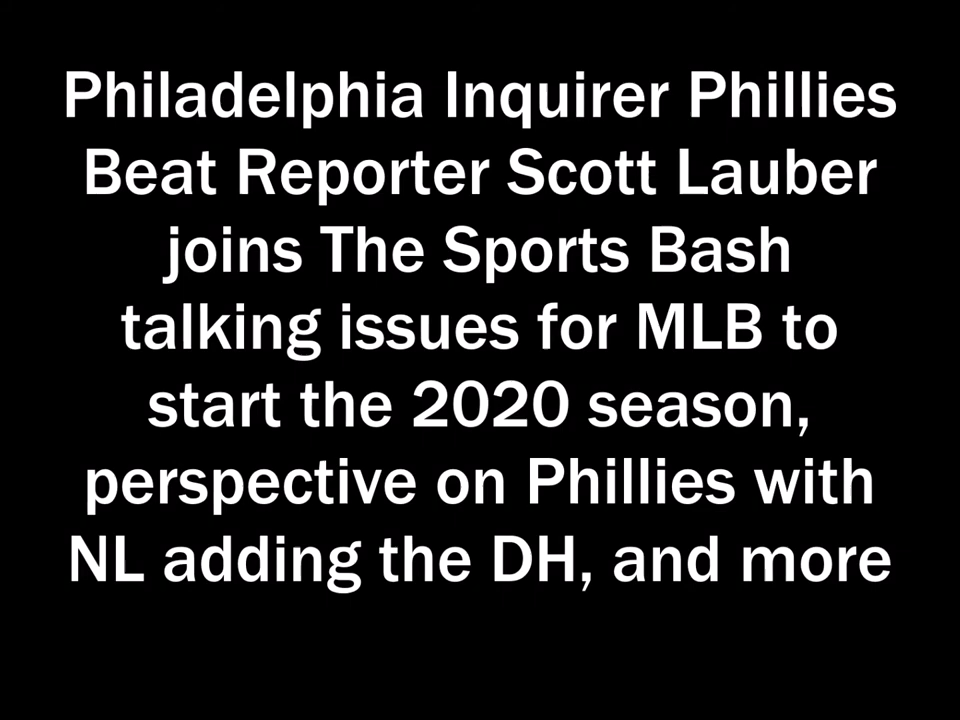 Philadelphia Inquirer Phillies
Beat Reporter Scott Lauber
joins The Sports Bash
talking issues for MLB to
start the 2020 season,
perspective on Phillies with
NL adding the DH, and more